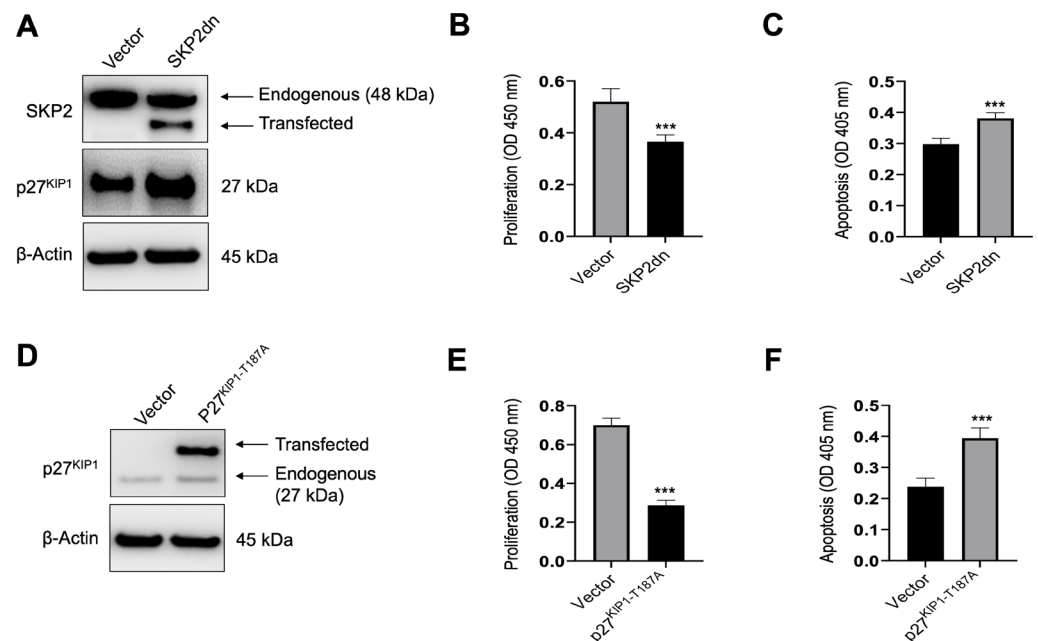 A
Vector
SKP2dn
SKP2
Endogenous (48 kDa)
Transfected
p27KIP1
27 kDa
β-Actin
45 kDa
B
Proliferation (OD 450 nm)
0.6
0.4
0.2
0.0
***
Vector
SKP2dn
C
Apoptosis (OD 405 nm)
0.5
0.4
0.3
0.2
0.1
0.0
***
Vector
SKP2dn
D
Vector
P27KIP1-T187A
p27KIP1
Transfected
Endogenous
(27 kDa)
β-Actin
45 kDa
E
Proliferation (OD 450 nm)
0.8
0.6
0.4
0.2
0.0
***
Vector
p27KIP1-T187A
F
Apoptosis (OD 405 nm)
0.5
0.4
0.3
0.2
0.1
0.0
***
Vector
p27KIP1-T187A